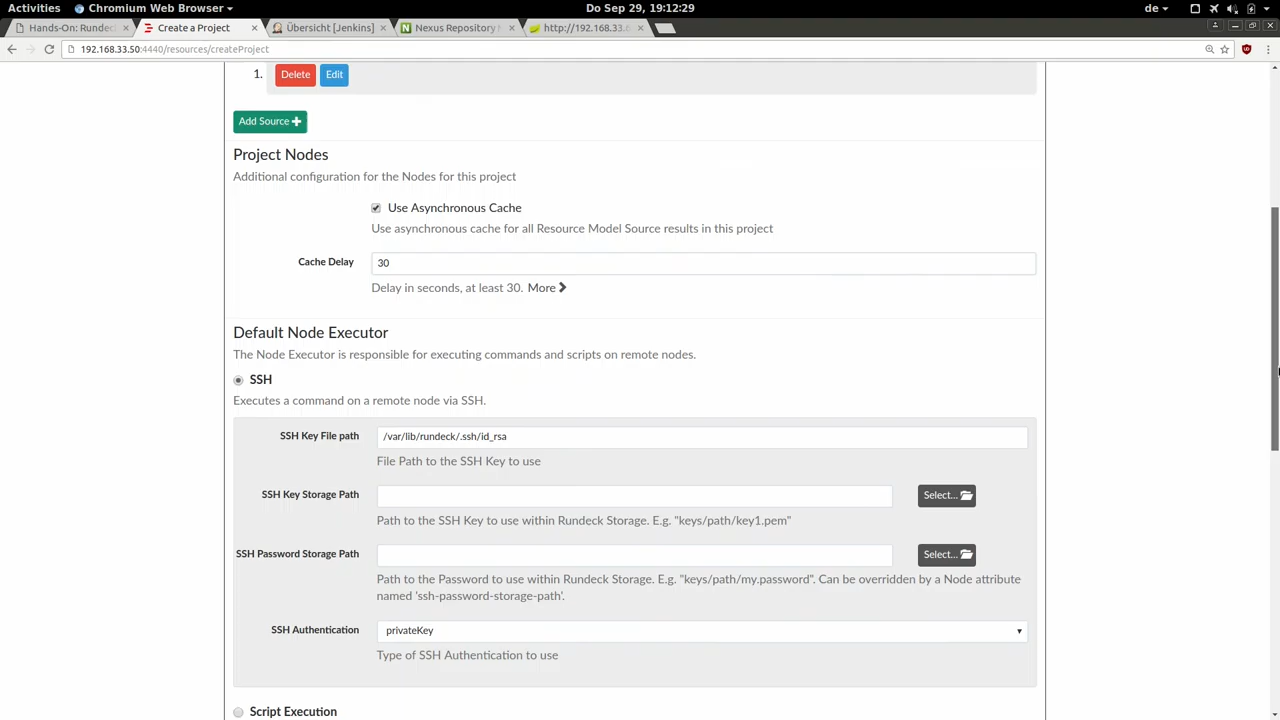 Activities Chromium Web Browser Do Sep 29, 19:12:29 de
Hands-On: Rundeck Create a Project Übersicht [Jenkins] Nexus Repository http://192.168.33.
192.168.33.50:4440/resources/createProject
1. Delete Edit
Add Source
Project Nodes
Additional configuration for the Nodes for this project
Use Asynchronous Cache
Use asynchronous cache for all Resource Model Source results in this project
Cache Delay 30
Delay in seconds, at least 30. More
Default Node Executor
The Node Executor is responsible for executing commands and scripts on remote nodes.
SSH
Executes a command on a remote node via SSH.
SSH Key File path /var/lib/rundeck/.ssh/id_rsa
File Path to the SSH Key to use
SSH Key Storage Path Select...
Path to the SSH Key to use within Rundeck Storage. E.g. "keys/path/key1.pem"
SSH Password Storage Path Select...
Path to the Password to use within Rundeck Storage. E.g. "keys/path/my.password". Can be overridden by a Node attribute
named 'ssh-password-storage-path'.
SSH Authentication privateKey
Type of SSH Authentication to use
Script Execution